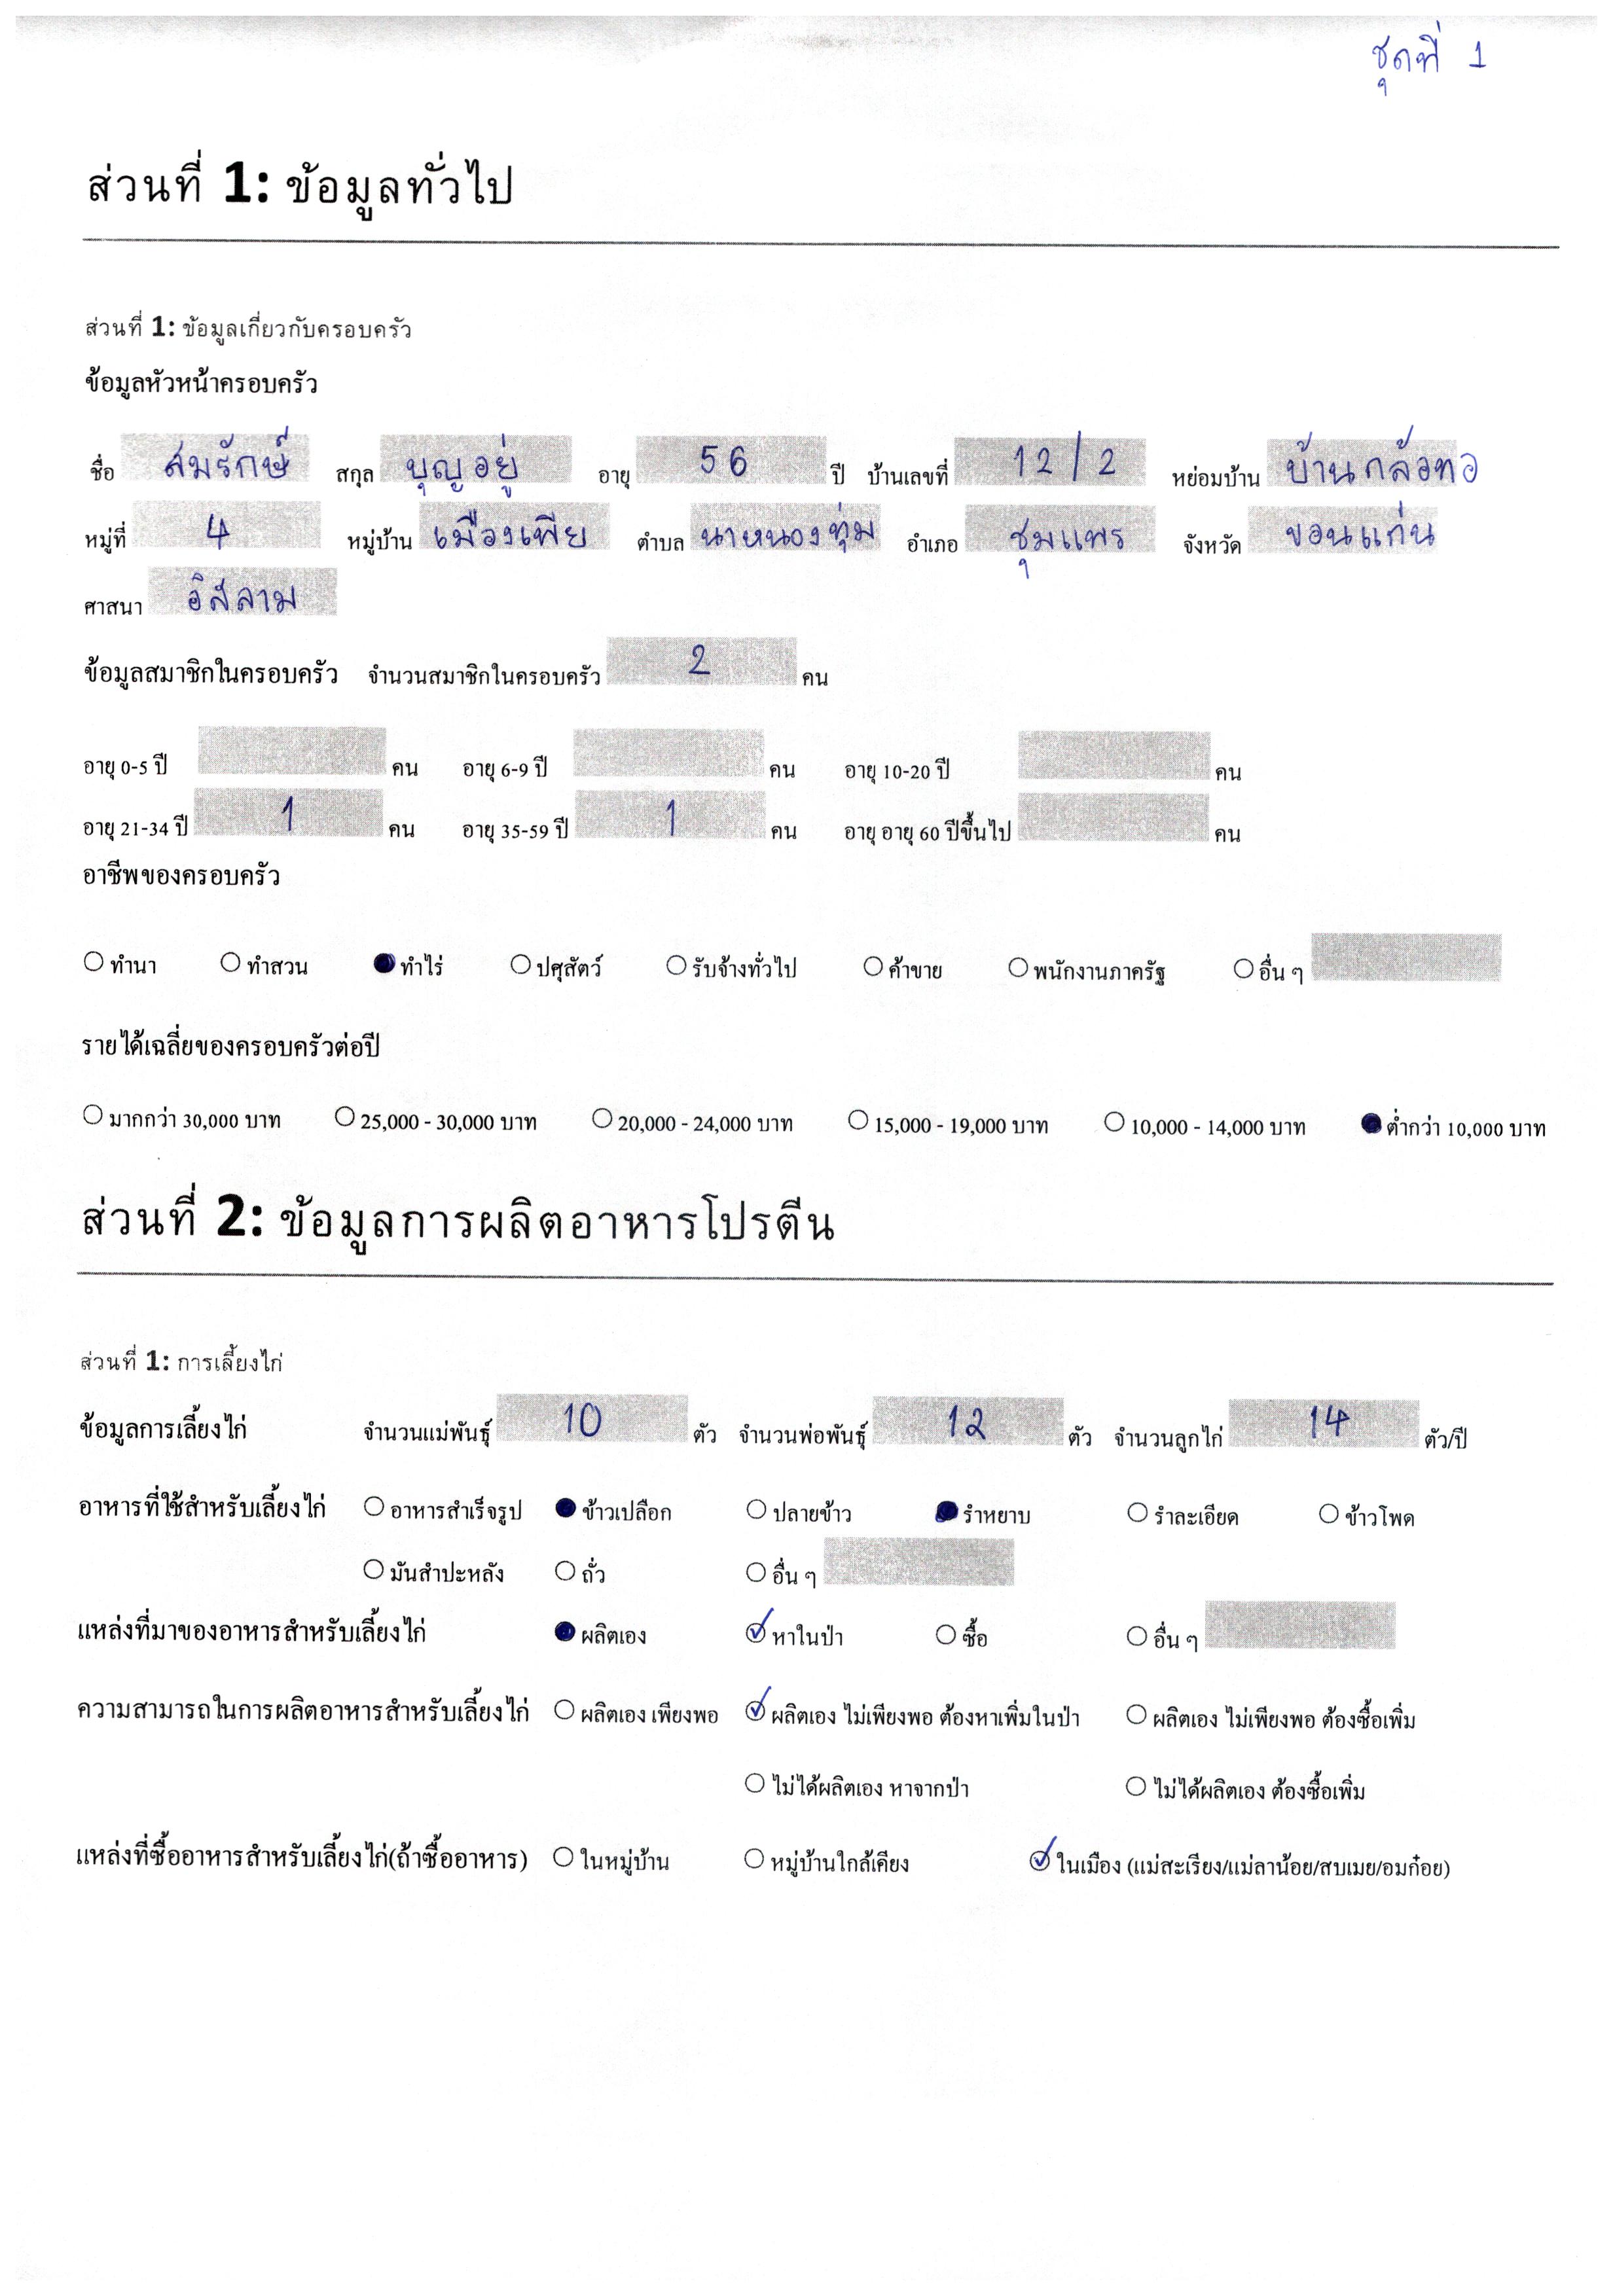 ชุดที่ 1
ส่วนที่ 1: ข้อมูลทั่วไป
ส่วนที่ 1: ข้อมูลเกี่ยวกับครอบครัว
ข้อมูลหัวหน้าครอบครัว
ชื่อ สมรักษ์ สกุล บุญอยู่ อายุ 56 ปี บ้านเลขที่ 12/2 หย่อมบ้าน บ้านกล้อทอ
หมู่ที่ 4 หมู่บ้าน เมืองเพีย ตำบล นาหนองทุ่ม อำเภอ ชุมแพร จังหวัด ขอนแก่น
ศาสนา อิสลาม
ข้อมูลสมาชิกในครอบครัว จำนวนสมาชิกในครอบครัว 2 คน
อายุ 0-5 ปี คน อายุ 6-9 ปี คน อายุ 10-20 ปี คน
อายุ 21-34 ปี 1 คน อายุ 35-59 ปี 1 คน อายุ อายุ 60 ปีขึ้นไป คน
อาชีพของครอบครัว
ทำนา ทำสวน ทำไร่ ปศุสัตว์ รับจ้างทั่วไป ค้าขาย พนักงานภาครัฐ อื่น ๆ
รายได้เฉลี่ยของครอบครัวต่อปี
มากกว่า 30,000 บาท 25,000 - 30,000 บาท 20,000 - 24,000 บาท 15,000 - 19,000 บาท 10,000 - 14,000 บาท ต่ำกว่า 10,000 บาท
ส่วนที่ 2: ข้อมูลการผลิตอาหารโปรตีน
ส่วนที่ 1: การเลี้ยงไก่
ข้อมูลการเลี้ยงไก่ จำนวนแม่พันธุ์ 10 ตัว จำนวนพ่อพันธุ์ 12 ตัว จำนวนลูกไก่ 14 ตัว/ปี
อาหารที่ใช้สำหรับเลี้ยงไก่ อาหารสำเร็จรูป ข้าวเปลือก ปลายข้าว รำหยาบ รำละเอียด ข้าวโพด
มันสำปะหลัง ถั่ว อื่น ๆ
แหล่งที่มาของอาหารสำหรับเลี้ยงไก่ ผลิตเอง หาในป่า ซื้อ อื่น ๆ
ความสามารถในการผลิตอาหารสำหรับเลี้ยงไก่ ผลิตเอง เพียงพอ ผลิตเอง ไม่เพียงพอ ต้องหาเพิ่มในป่า ผลิตเอง ไม่เพียงพอ ต้องซื้อเพิ่ม
ไม่ได้ผลิตเอง หาจากป่า ไม่ได้ผลิตเอง ต้องซื้อเพิ่ม
แหล่งที่ซื้ออาหารสำหรับเลี้ยงไก่(ถ้าซื้ออาหาร) ในหมู่บ้าน หมู่บ้านใกล้เคียง ในเมือง (แม่สะเรียง/แม่ลาน้อย/สบเมย/อมก๋อย)